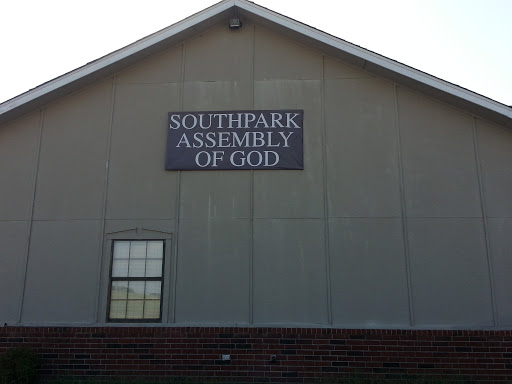 SOUTHPARK
ASSEMBLY
OF GOD